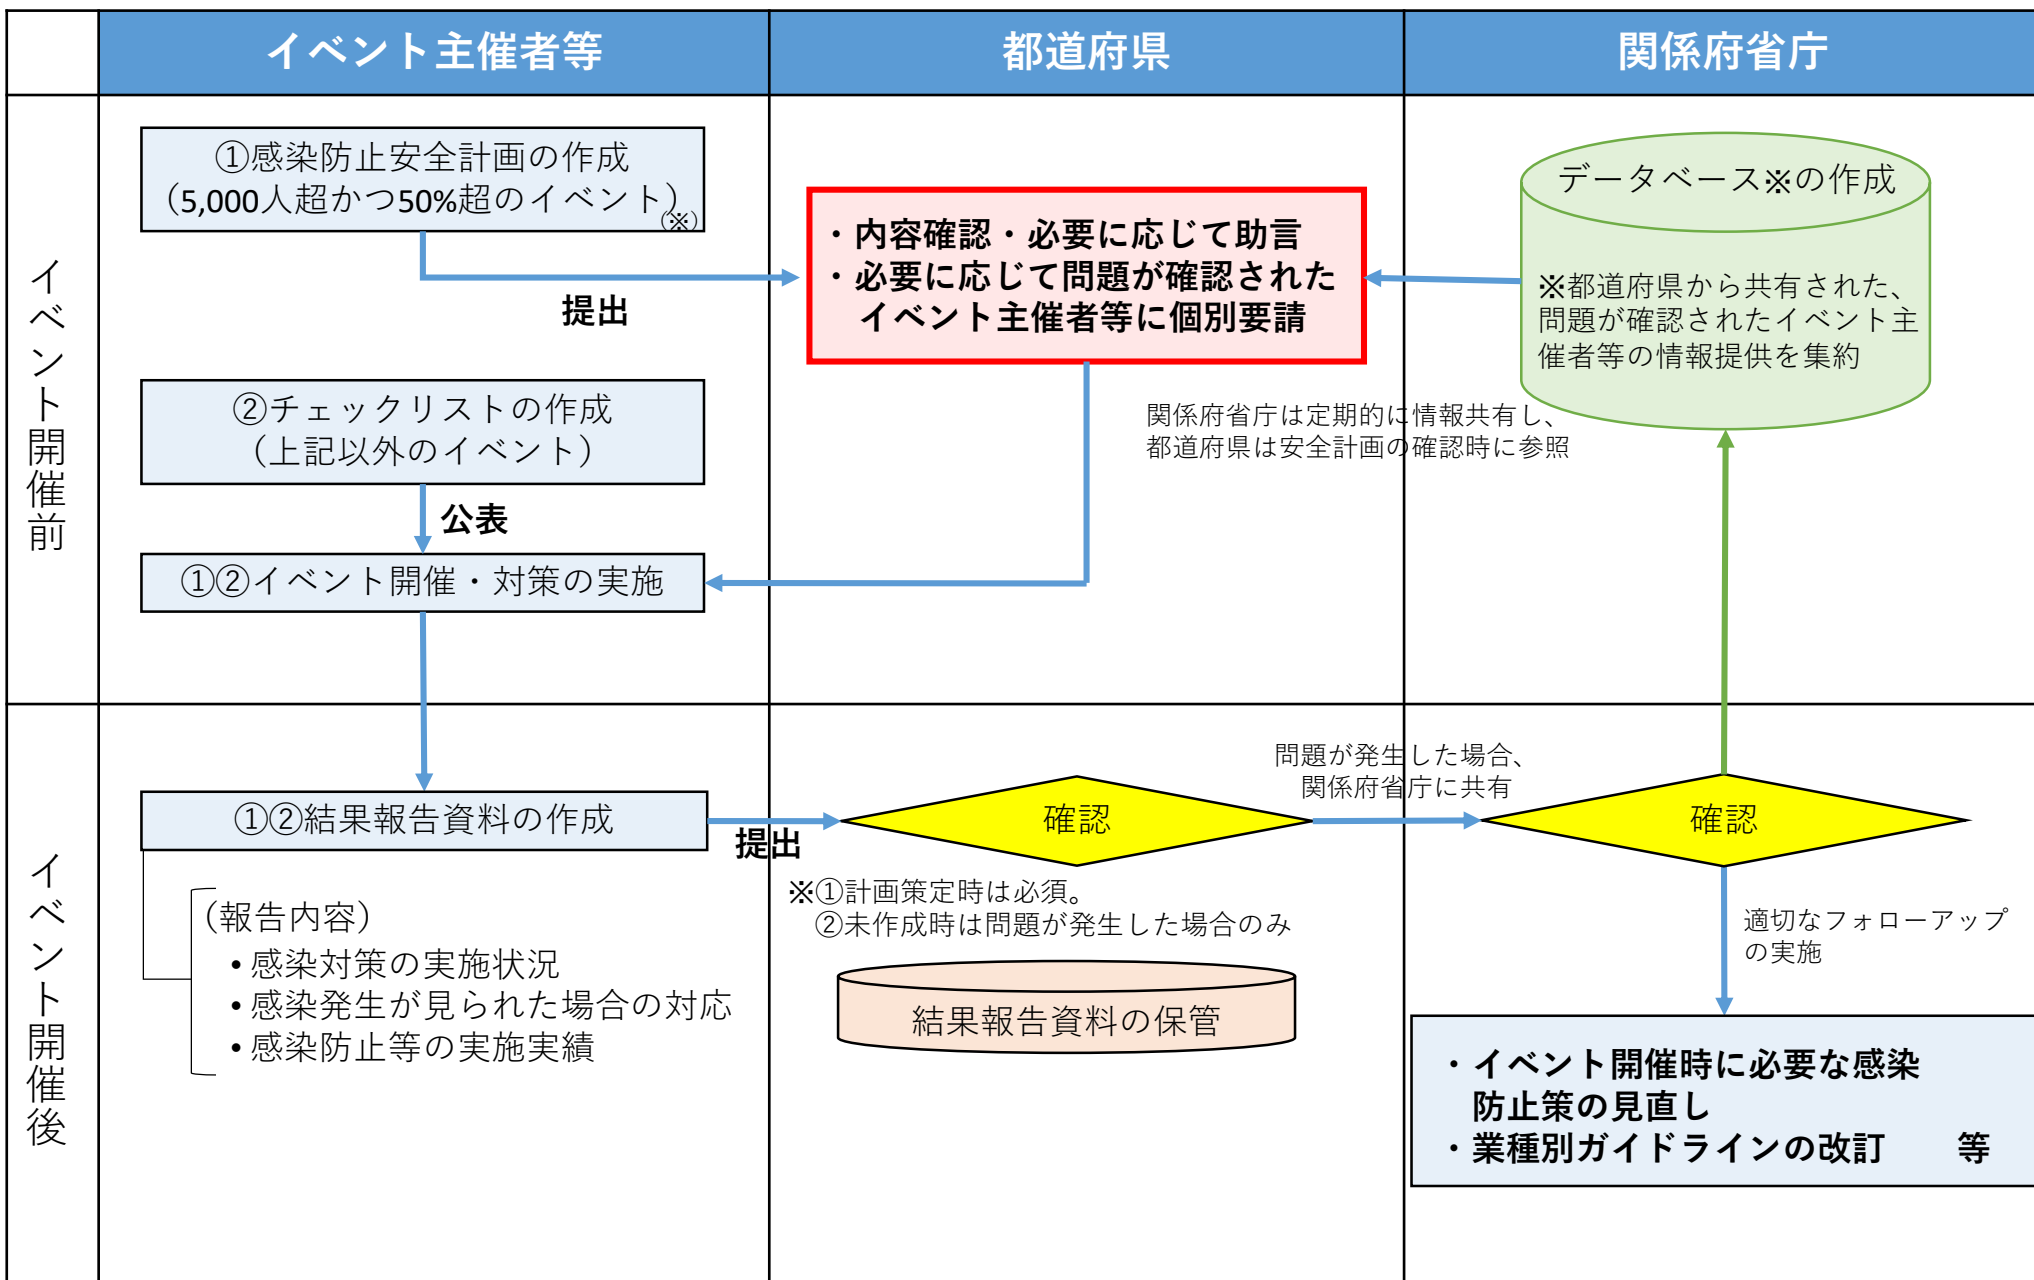 イベント主催者等
都道府県
関係府省庁
イベント開催前
①感染防止安全計画の作成
（5,000人超かつ50%超のイベント）
(※)
提出
②チェックリストの作成
（上記以外のイベント）
公表
①②イベント開催・対策の実施
・内容確認・必要に応じて助言
・必要に応じて問題が確認された
イベント主催者等に個別要請
データベース※の作成
※都道府県から共有された、
問題が確認されたイベント主
催者等の情報提供を集約
関係府省庁は定期的に情報共有し、
都道府県は安全計画の確認時に参照
イベント開催後
①②結果報告資料の作成
提出
（報告内容）
• 感染対策の実施状況
• 感染発生が見られた場合の対応
• 感染防止等の実施実績
確認
※①計画策定時は必須。
②未作成時は問題が発生した場合のみ
結果報告資料の保管
問題が発生した場合、
関係府省庁に共有
確認
適切なフォローアップ
の実施
・イベント開催時に必要な感染
防止策の見直し
・業種別ガイドラインの改訂　　等